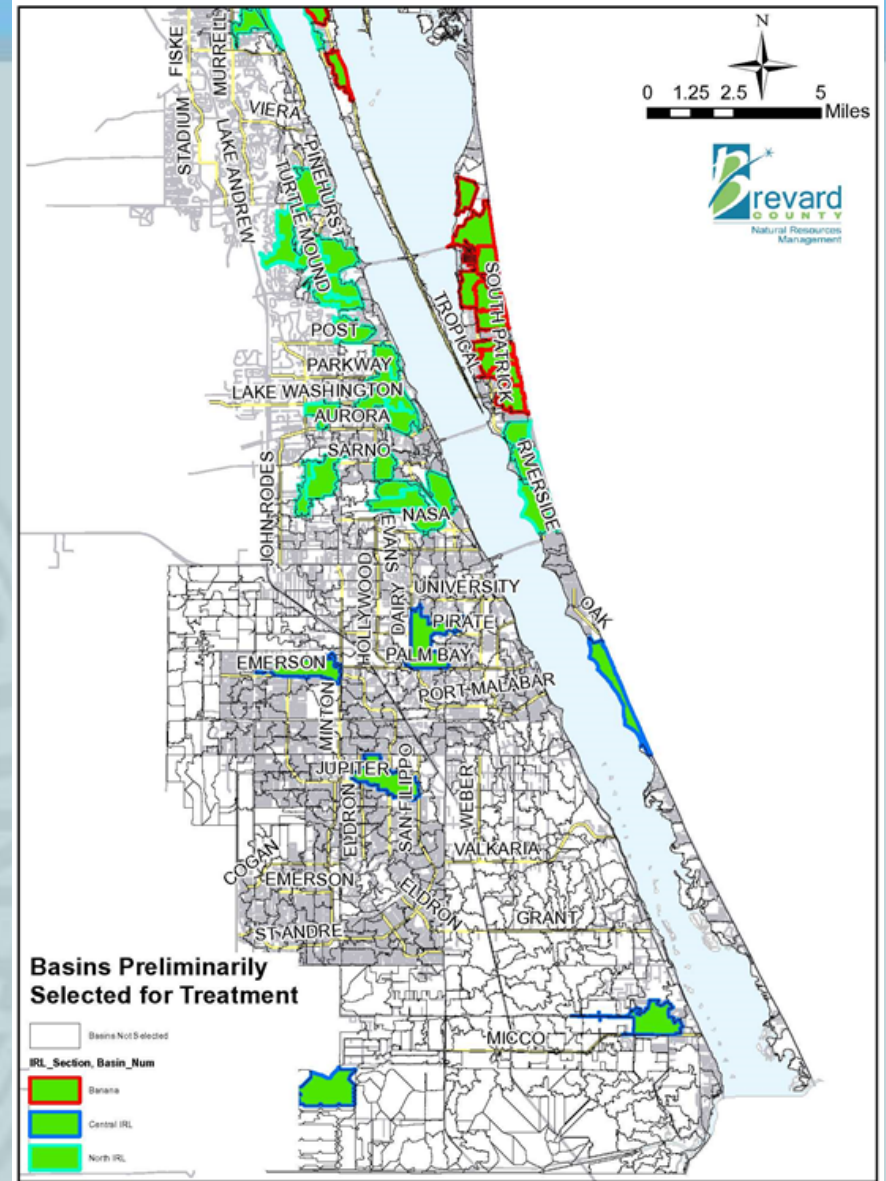 N
0 1.25 2.5 5
Miles
Brevard
COUNTY
Natural Resources
Management
FISKE
MURRELL
STADIUM
VIERA
LAKE ANDREW
PINEHURST
TURTLE MOUND
SOUTH PATRICK
TROPICAL
POST
PARKWAY
LAKE WASHINGTON
AURORA
SARNO
RIVERSIDE
JOHN RODES
NASA
EVANS
HOLLYWOOD
DAIRY
UNIVERSITY
OAK
PIRATE
EMERSON
PALM BAY
PORT MALABAR
MINTON
JUPITER
SAN FILIPPO
WEBER
ELDRON
VALKARIA
COGAN
EMERSON
ELDRON
GRANT
ST ANDRE
MICCO
Basins Preliminarily
Selected for Treatment
Basins Not Selected
IRL_Section, Basin_Num
Banana
Central IRL
North IRL